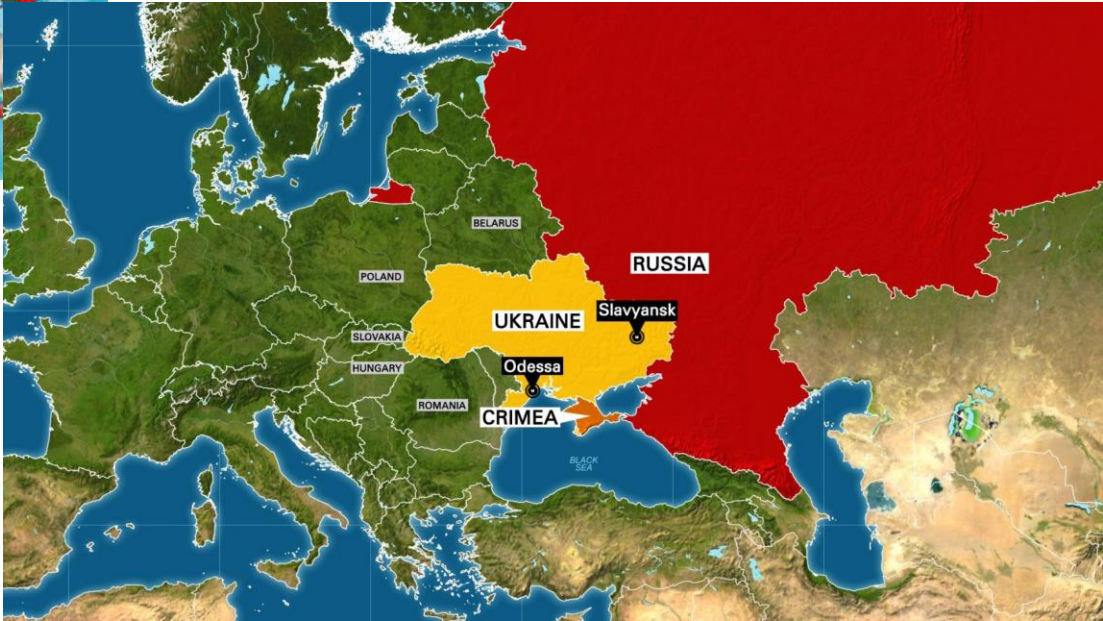 BELARUS
RUSSIA
POLAND
Slavyansk
UKRAINE
SLOVAKIA
HUNGARY
Odessa
ROMANIA
CRIMEA
BLACK
SEA